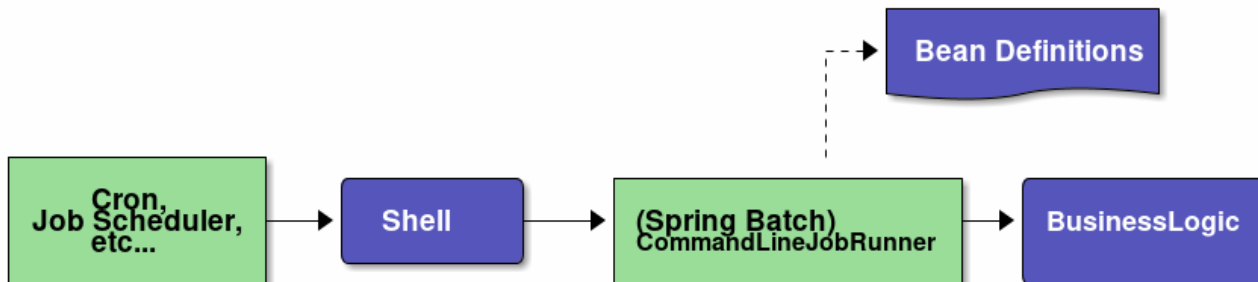 Bean Definitions
Cron,
Job Scheduler,
etc...
Shell
(Spring Batch)
CommandLineJobRunner
BusinessLogic